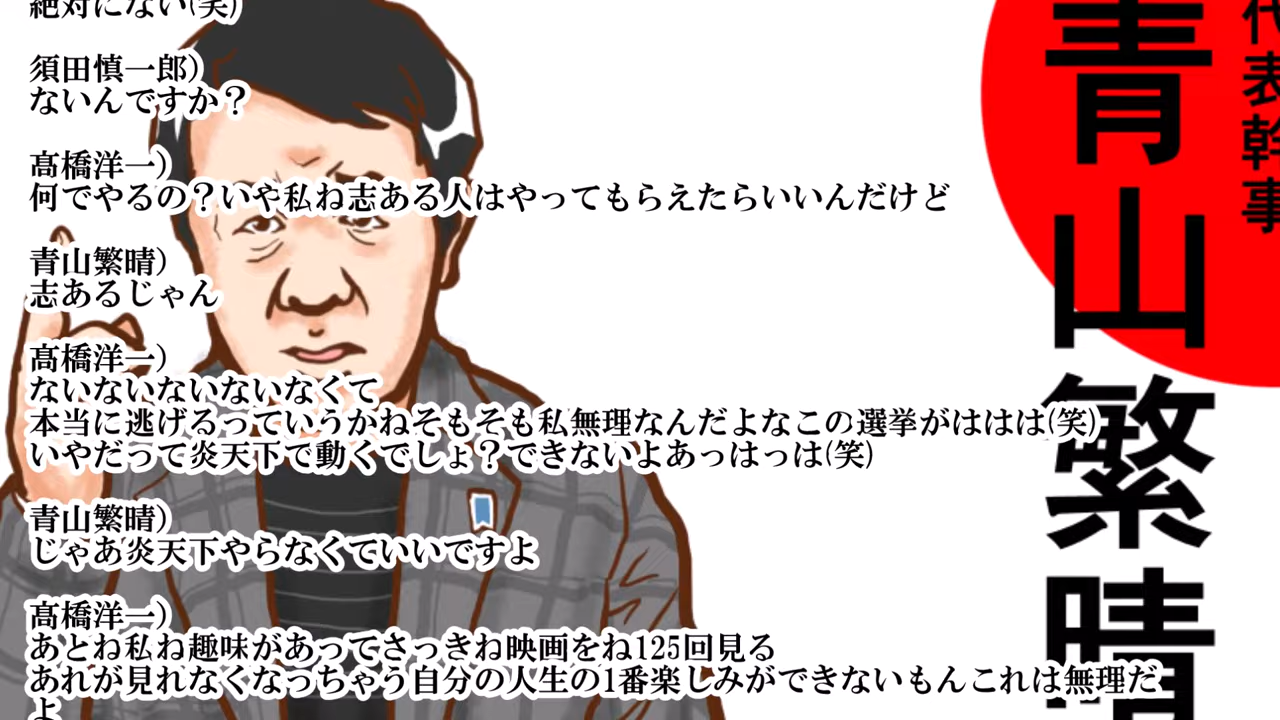 絶対にない(笑)
須田慎一郎)
ないんですか？
髙橋洋一)
何でやるの？いや私ね志ある人はやってもらえたらいいんだけど
青山繁晴)
志あるじゃん
髙橋洋一)
ないないないないなくて
本当に逃げるっていうかねそもそも私無理なんだよなこの選挙がははは(笑)
いやだって炎天下で動くでしょ？できないよあっはっは(笑)
青山繁晴)
じゃあ炎天下やらなくていいですよ
髙橋洋一)
あとね私ね趣味があってさっきね映画をね125回見る
あれが見れなくなっちゃう自分の人生の1番楽しみができないもんこれは無理だ
よ
代表幹事
青山繁晴